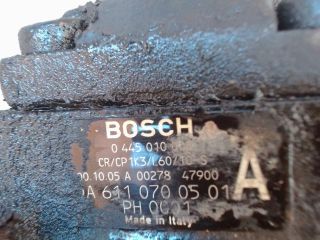 BOSCH
0 445 010
CR/CP1K3/L60/10-S
00.10.05 A 00278 47900
A 611 070 05 01 A
PH 0001
Made in Italy